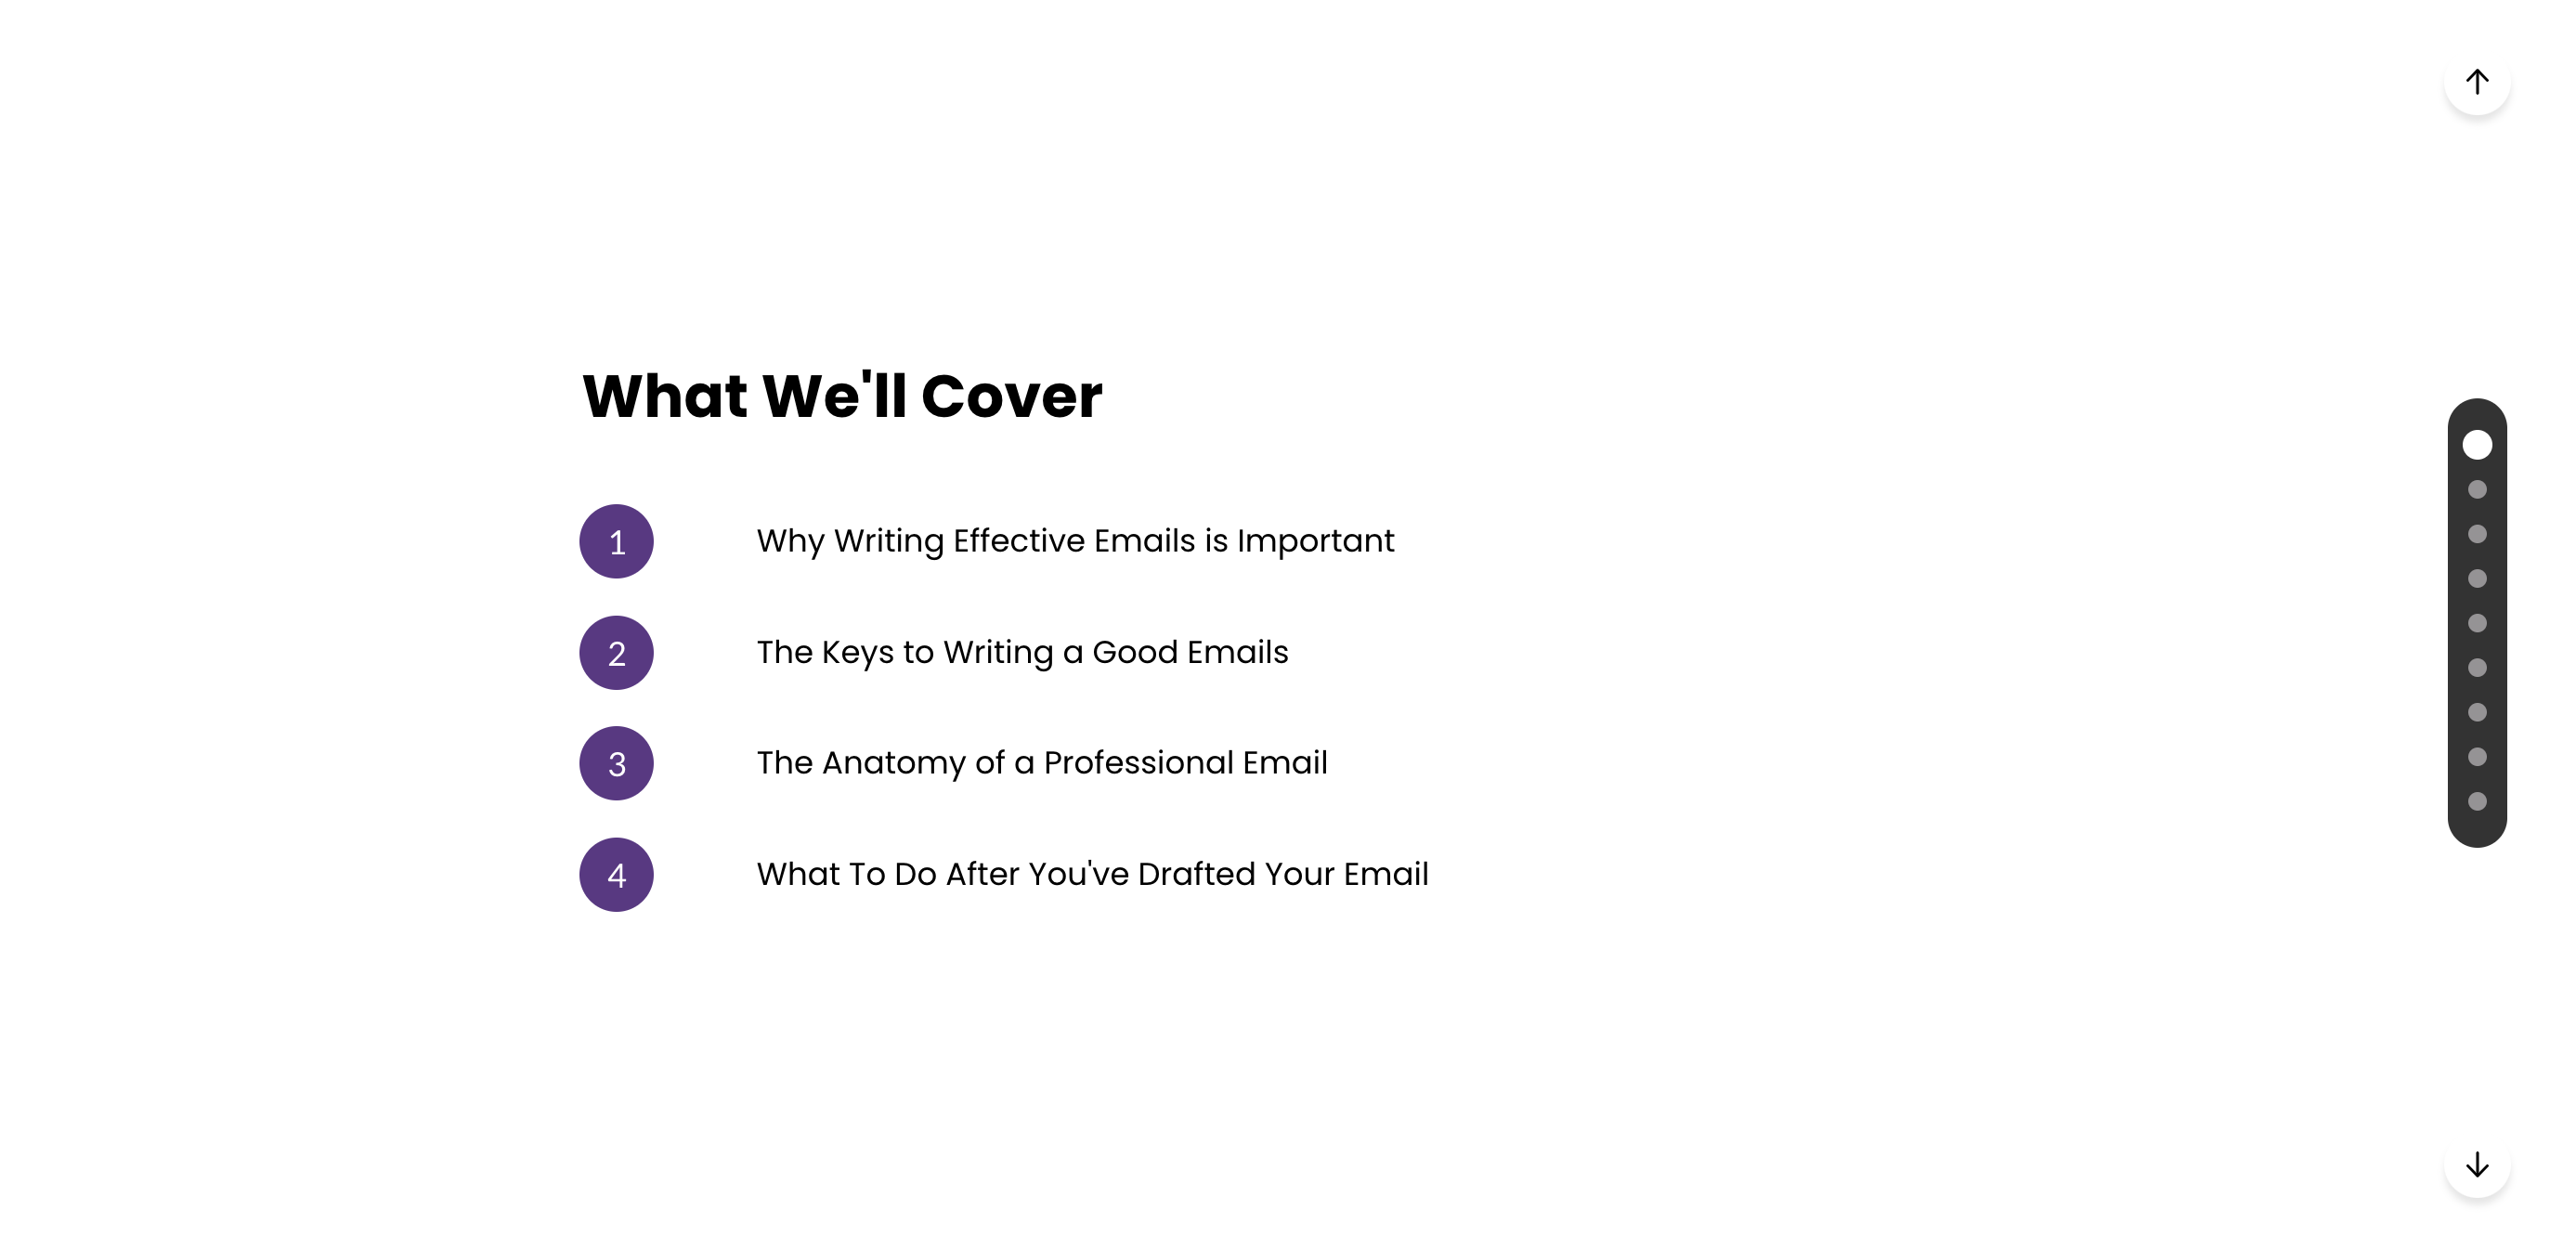 What We'll Cover
1 Why Writing Effective Emails is Important
2 The Keys to Writing a Good Emails
3 The Anatomy of a Professional Email
4 What To Do After You've Drafted Your Email